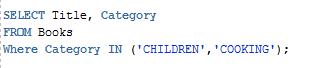 SELECT Title, Category
FROM Books
Where Category IN ('CHILDREN','COOKING');